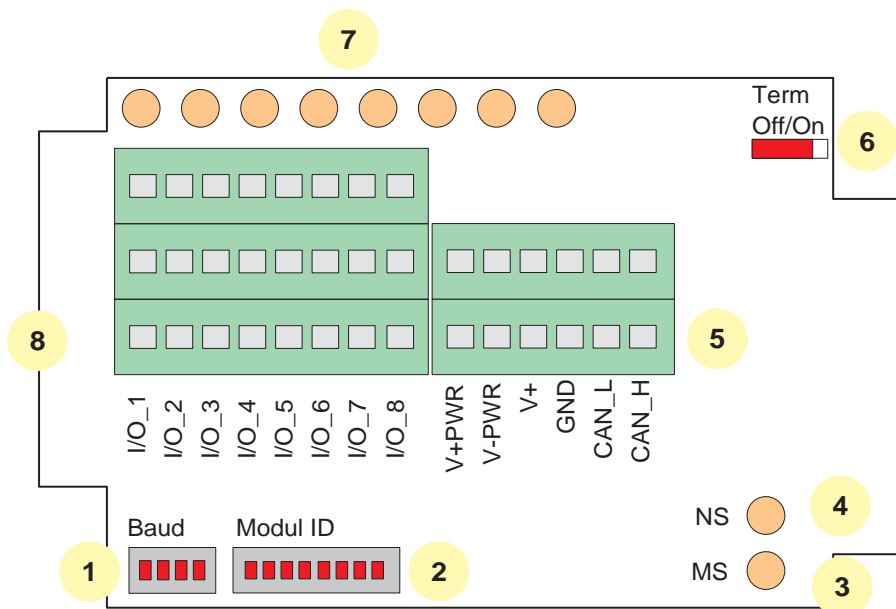 7
Term
Off/On
6
8
5
I/O_1
I/O_2
I/O_3
I/O_4
I/O_5
I/O_6
I/O_7
I/O_8
V+PWR
V-PWR
V+
GND
CAN_L
CAN_H
Baud
Modul ID
NS
4
1
2
MS
3